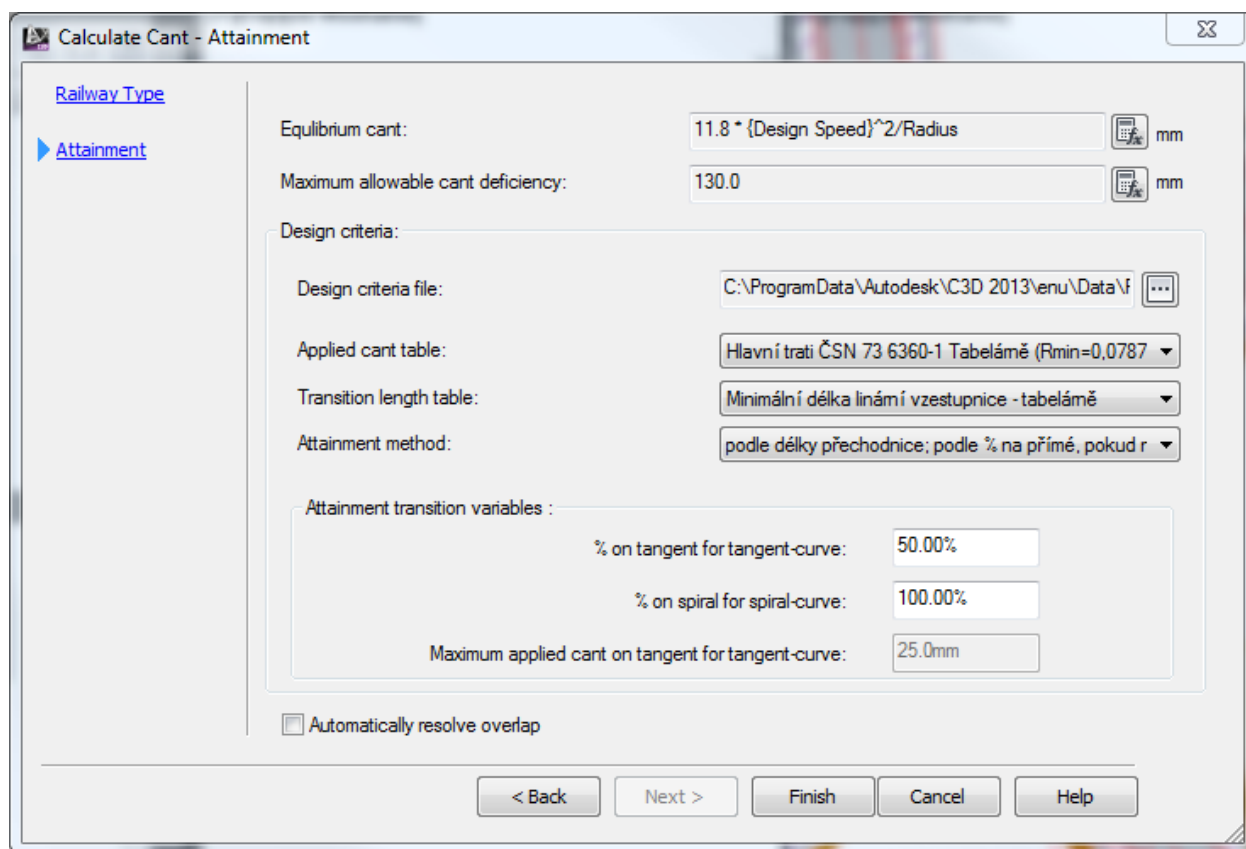 Calculate Cant - Attainment
Railway Type
Attainment
Equlibrium cant: 11.8 * {Design Speed}^2/Radius mm
Maximum allowable cant deficiency: 130.0 mm
Design criteria:
Design criteria file: C:\ProgramData\Autodesk\C3D 2013\enu\Data\F ...
Applied cant table: Hlavní trati ČSN 73 6360-1 Tabelárně (Rmin=0,0787
Transition length table: Minimální délka linární vzestupnice - tabelárně
Attainment method: podle délky přechodnice; podle % na přímé, pokud r
Attainment transition variables :
% on tangent for tangent-curve: 50.00%
% on spiral for spiral-curve: 100.00%
Maximum applied cant on tangent for tangent-curve: 25.0mm
Automatically resolve overlap
< Back Next > Finish Cancel Help